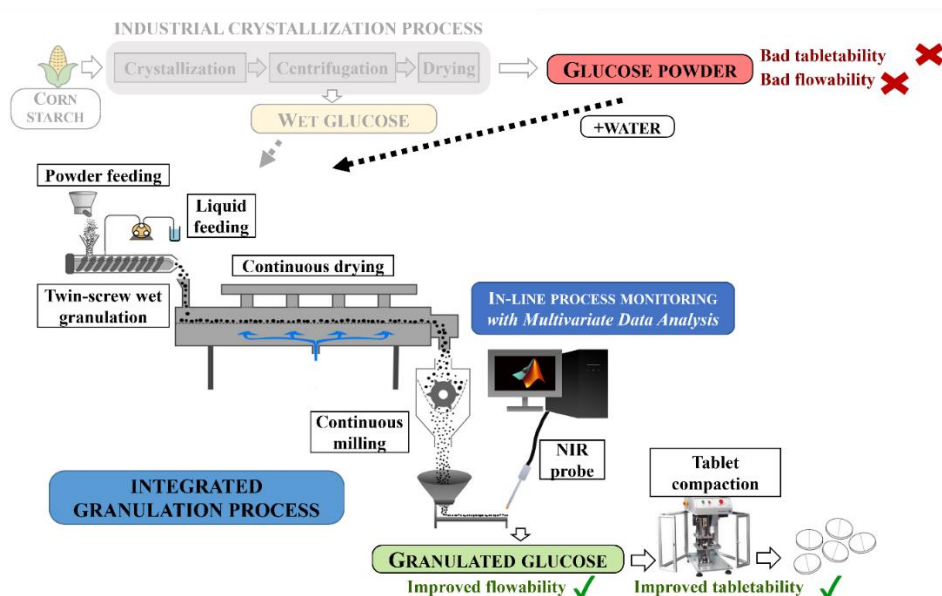 INDUSTRIAL CRYSTALLIZATION PROCESS
Crystallization
Centrifugation
Drying
CORN
STARCH
GLUCOSE POWDER
Bad tabletability
Bad flowability
WET GLUCOSE
+WATER
Powder feeding
Liquid
feeding
Twin-screw wet
granulation
Continuous drying
IN-LINE PROCESS MONITORING
with Multivariate Data Analysis
Continuous
milling
NIR
probe
Tablet
compaction
INTEGRATED
GRANULATION PROCESS
GRANULATED GLUCOSE
Improved flowability
Improved tabletability